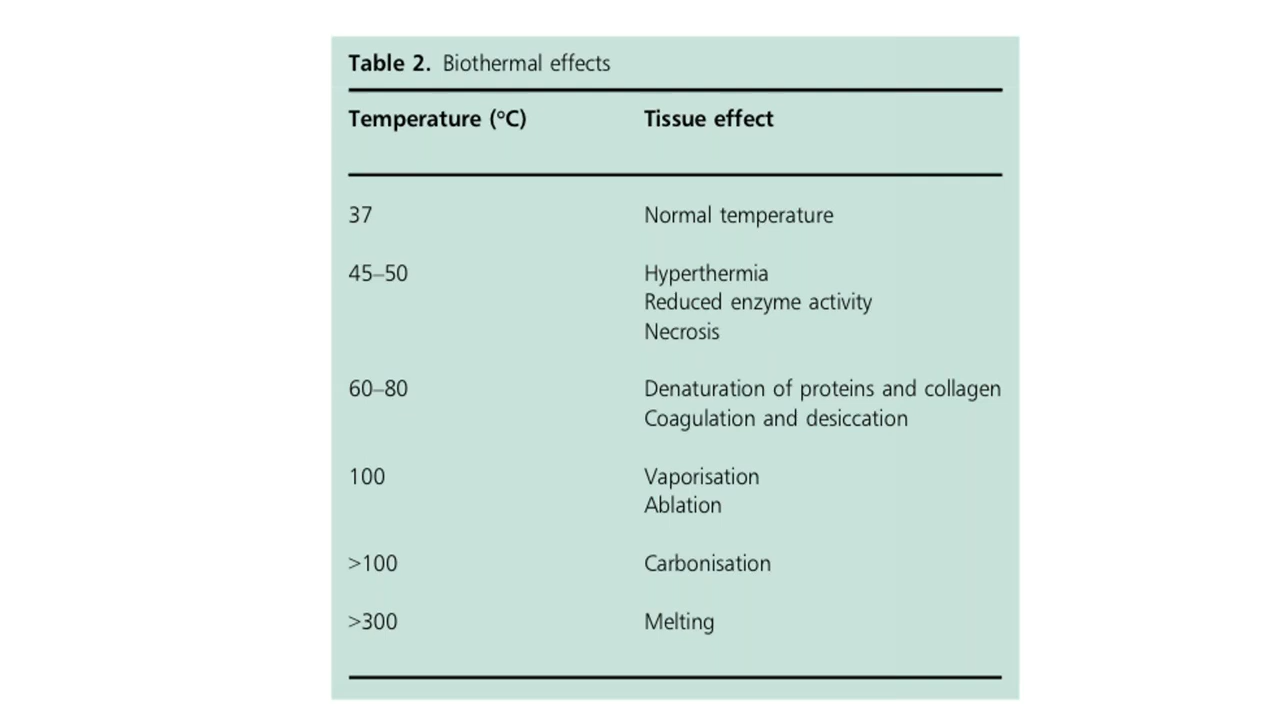 Table 2. Biothermal effects
Temperature (°C) Tissue effect
37 Normal temperature
45–50 Hyperthermia
Reduced enzyme activity
Necrosis
60–80 Denaturation of proteins and collagen
Coagulation and desiccation
100 Vaporisation
Ablation
>100 Carbonisation
>300 Melting